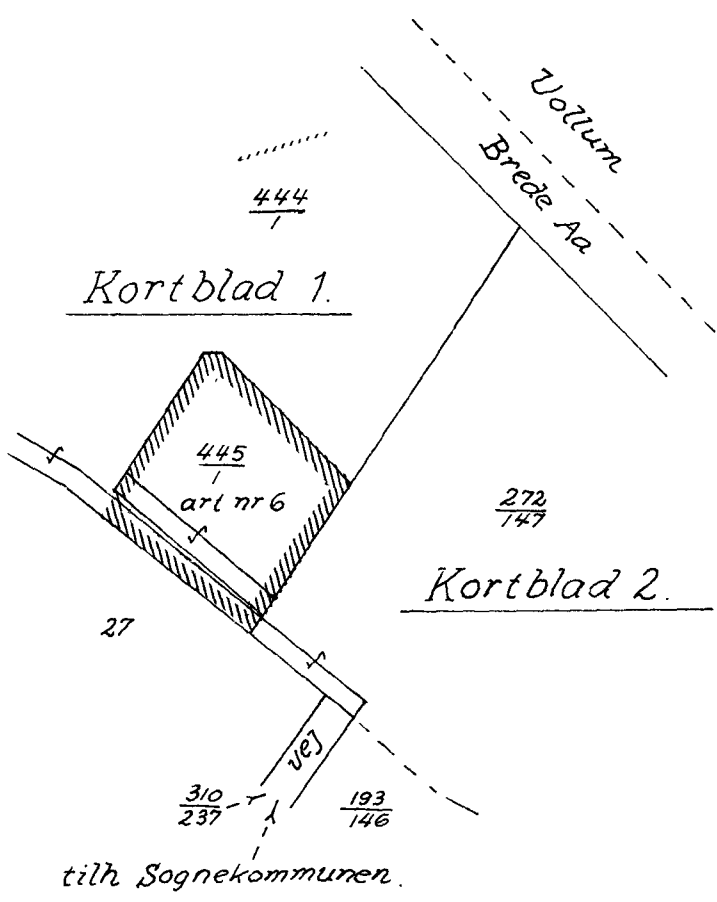 Vollum
Brede Aa
444
1
Kortblad 1.
445
1
art nr 6
272
147
Kortblad 2.
27
vej
310
237
193
146
tilh Sognekommunen.